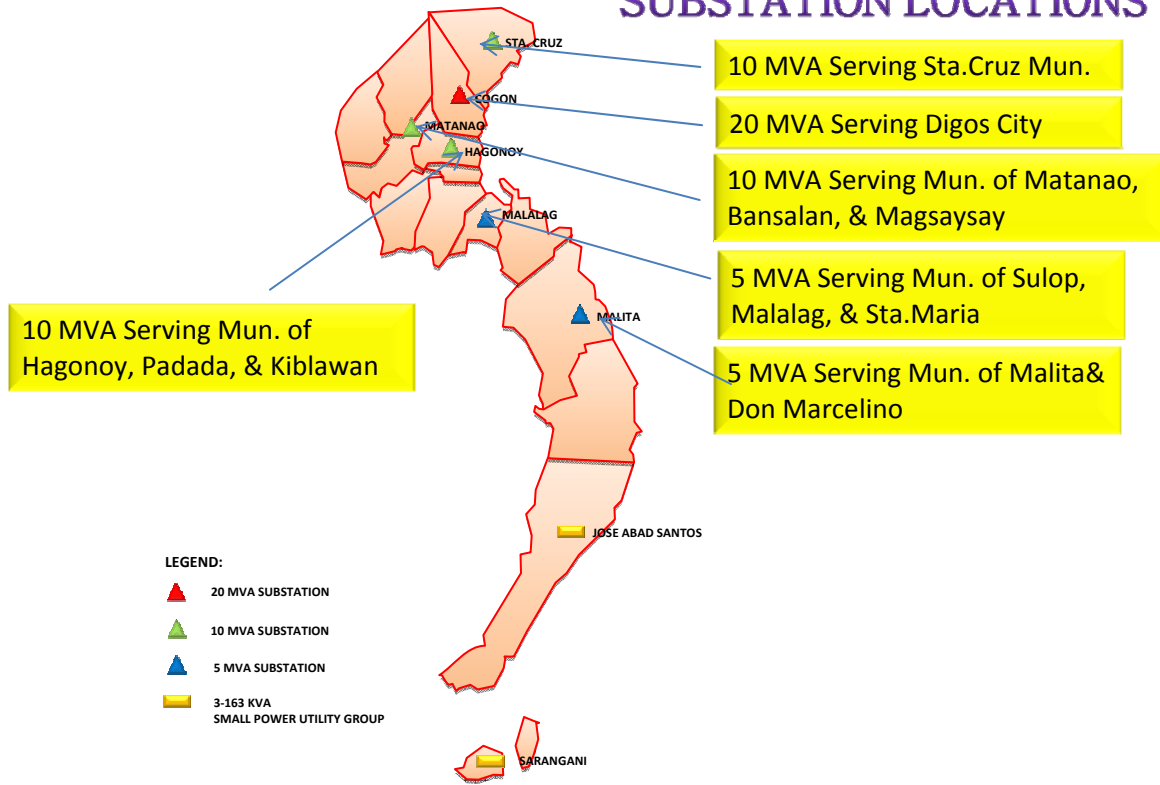 SUBSTATION LOCATIONS
STA. CRUZ
10 MVA Serving Sta.Cruz Mun.
COGON
20 MVA Serving Digos City
MATANAG
HAGONOY
10 MVA Serving Mun. of Matanao,
Bansalan, & Magsaysay
MALALAG
5 MVA Serving Mun. of Sulop,
Malalag, & Sta.Maria
10 MVA Serving Mun. of
Hagonoy, Padada, & Kiblawan
MALITA
5 MVA Serving Mun. of Malita&
Don Marcelino
JOSE ABAD SANTOS
LEGEND:
20 MVA SUBSTATION
10 MVA SUBSTATION
5 MVA SUBSTATION
3-163 KVA
SMALL POWER UTILITY GROUP
SARANGANI